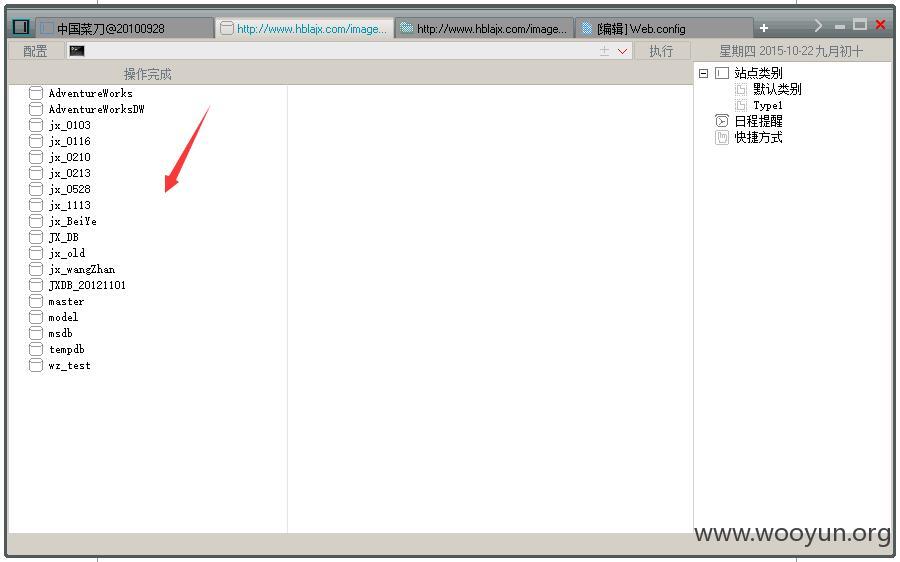 中国菜刀@20100928 http://www.hblajx.com/image... http://www.hblajx.com/image... [编辑] Web.config
配置 执行 星期四 2015-10-22 九月初十
操作完成
AdventureWorks
AdventureWorksDW
jx_0103
jx_0116
jx_0210
jx_0213
jx_0528
jx_1113
jx_BeiYe
JX_DB
jx_old
jx_wangZhan
JXDB_20121101
master
model
msdb
tempdb
wz_test
站点类别
默认类别
Type1
日程提醒
快捷方式
www.wooyun.org